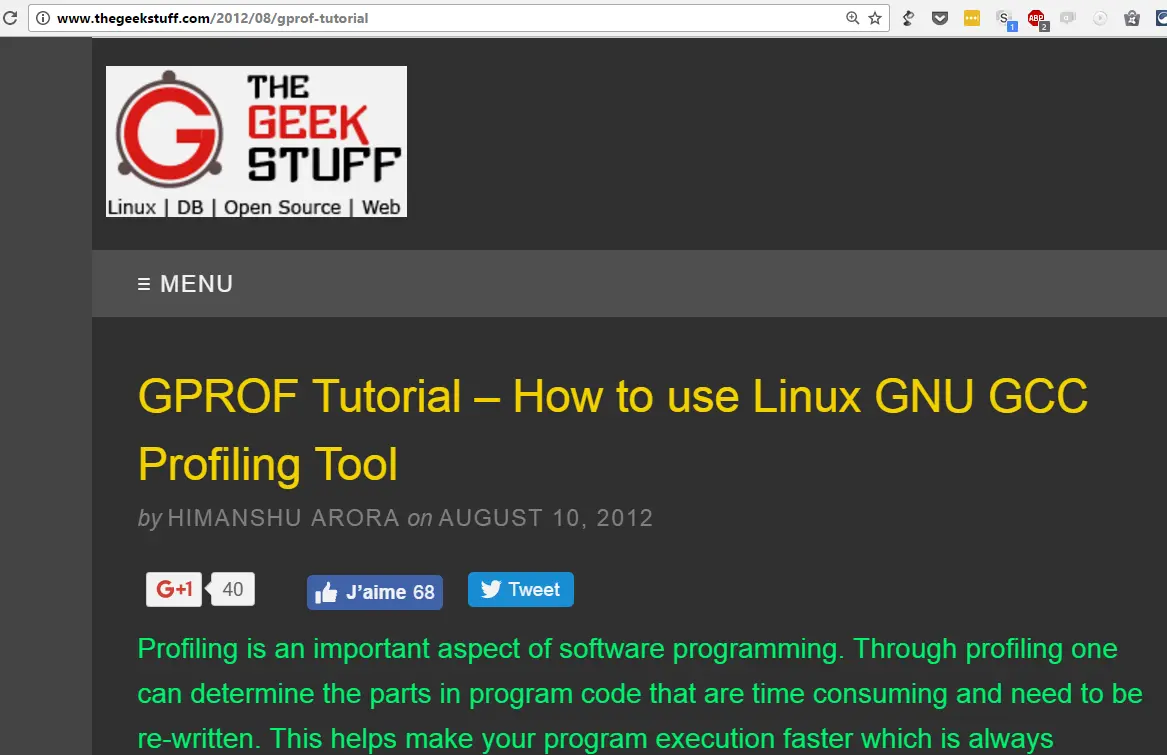 www.thegeekstuff.com/2012/08/gprof-tutorial
S
1
ABP
2
THE
GEEK
STUFF
Linux | DB | Open Source | Web
≡ MENU
GPROF Tutorial – How to use Linux GNU GCC
Profiling Tool
by HIMANSHU ARORA on AUGUST 10, 2012
G+1 40 J’aime 68 Tweet
Profiling is an important aspect of software programming. Through profiling one
can determine the parts in program code that are time consuming and need to be
re-written. This helps make your program execution faster which is always